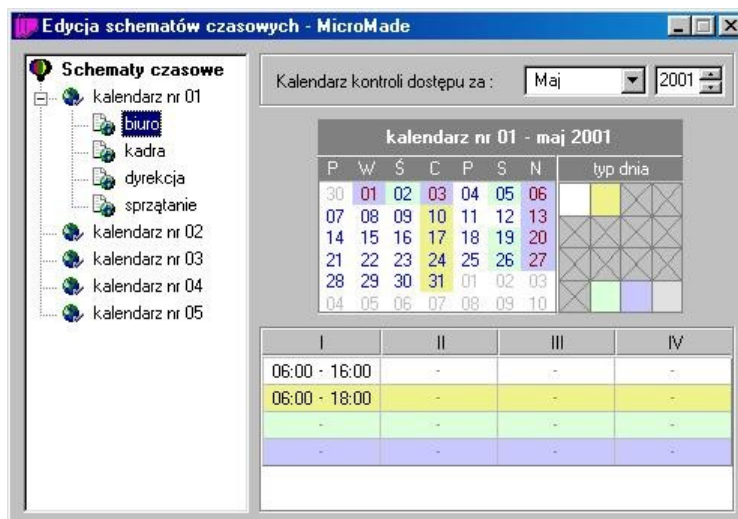 Edycja schematów czasowych - MicroMade
Schematy czasowe
kalendarz nr 01
biuro
kadra
dyrekcja
sprzątanie
kalendarz nr 02
kalendarz nr 03
kalendarz nr 04
kalendarz nr 05
Kalendarz kontroli dostępu za : Maj 2001
kalendarz nr 01 - maj 2001
P W Ś C P S N typ dnia
30 01 02 03 04 05 06
07 08 09 10 11 12 13
14 15 16 17 18 19 20
21 22 23 24 25 26 27
28 29 30 31 01 02 03
04 05 06 07 08 09 10
I II III IV
06:00 - 16:00 - - -
06:00 - 18:00 - - -
- - - -
- - - -